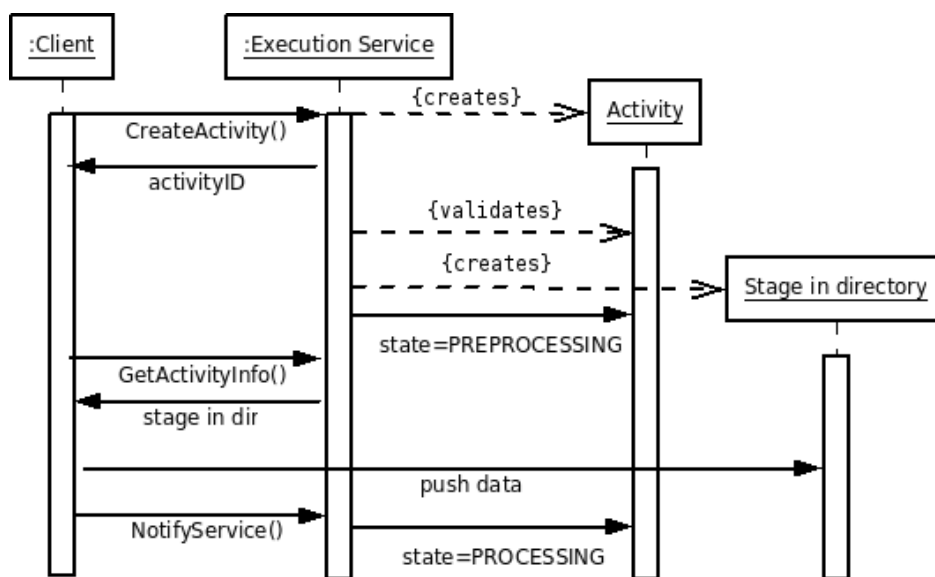 :Client
:Execution Service
{creates}
Activity
CreateActivity()
activityID
{validates}
{creates}
Stage in directory
state=PREPROCESSING
GetActivityInfo()
stage in dir
push data
NotifyService()
state=PROCESSING